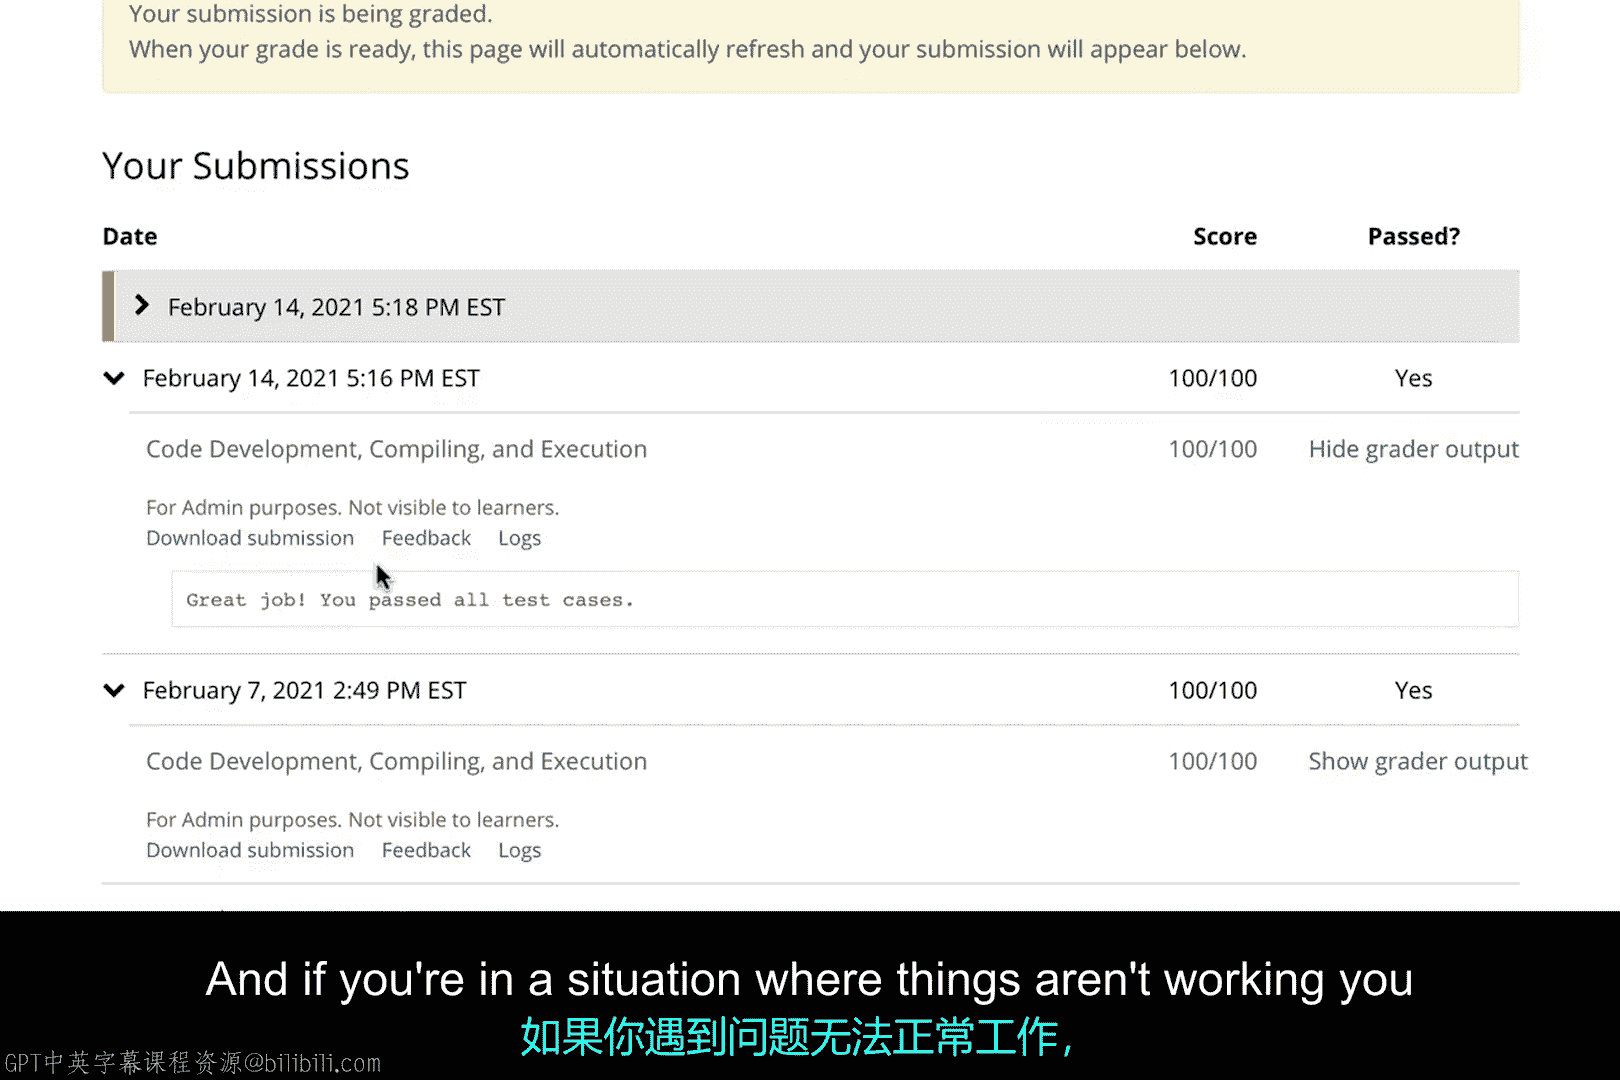 Your submission is being graded.
When your grade is ready, this page will automatically refresh and your submission will appear below.
Your Submissions
Date Score Passed?
February 14, 2021 5:18 PM EST
February 14, 2021 5:16 PM EST 100/100 Yes
Code Development, Compiling, and Execution 100/100 Hide grader output
For Admin purposes. Not visible to learners.
Download submission Feedback Logs
Great job! You passed all test cases.
February 7, 2021 2:49 PM EST 100/100 Yes
Code Development, Compiling, and Execution 100/100 Show grader output
For Admin purposes. Not visible to learners.
Download submission Feedback Logs
And if you're in a situation where things aren't working you
如果你遇到问题无法正常工作，
GPT中英字幕课程资源@bilibili.com